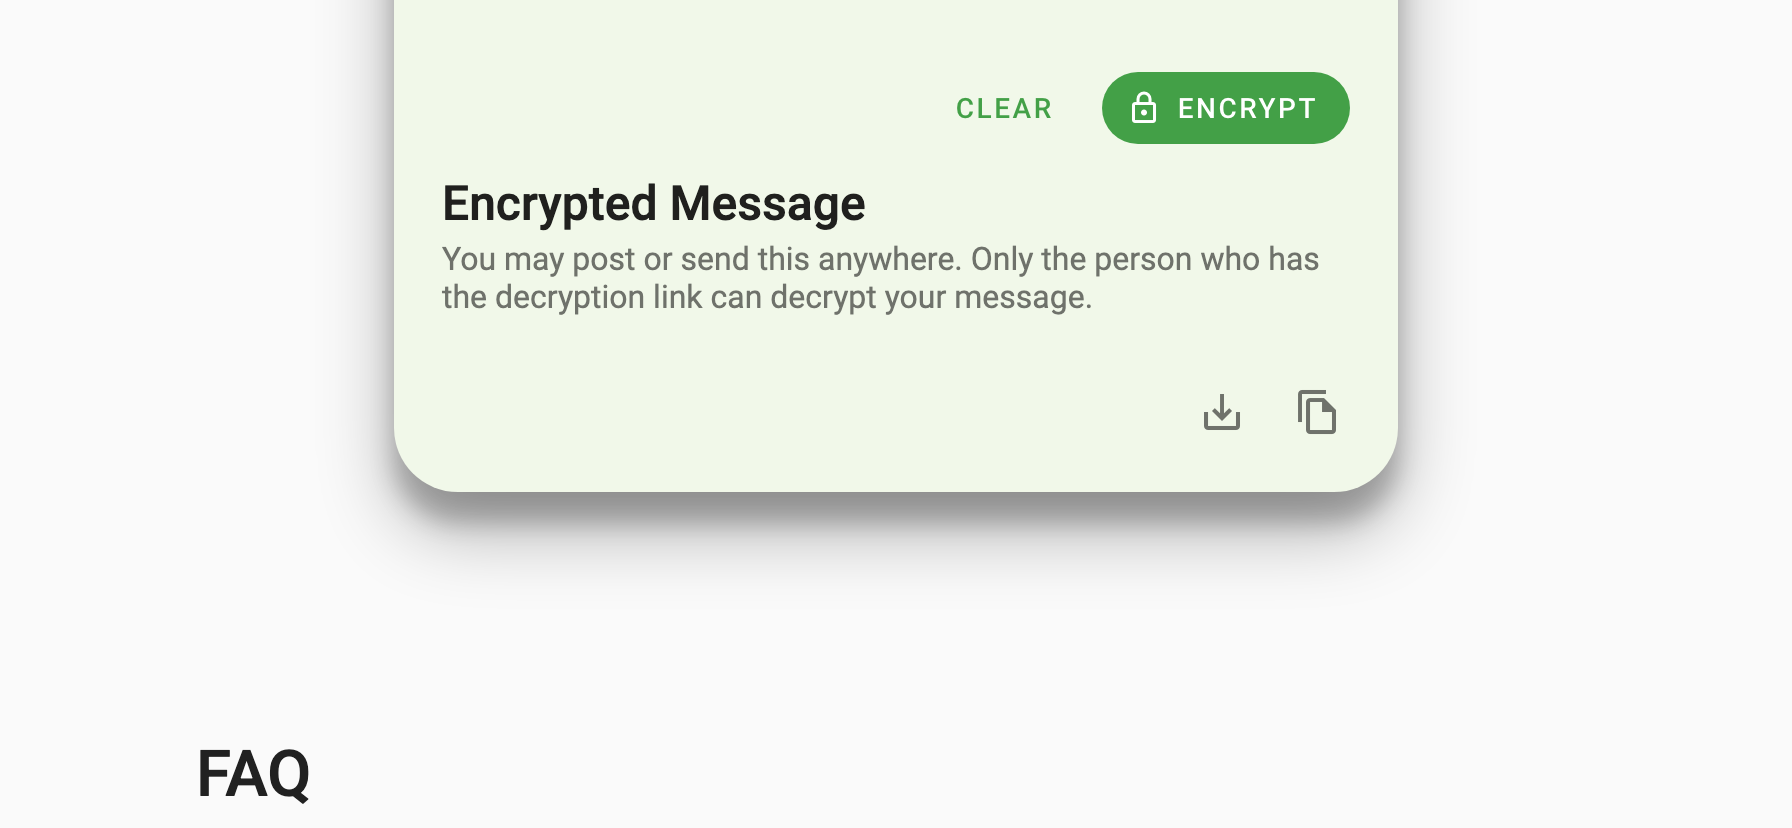 CLEAR
ENCRYPT
Encrypted Message
You may post or send this anywhere. Only the person who has
the decryption link can decrypt your message.
FAQ